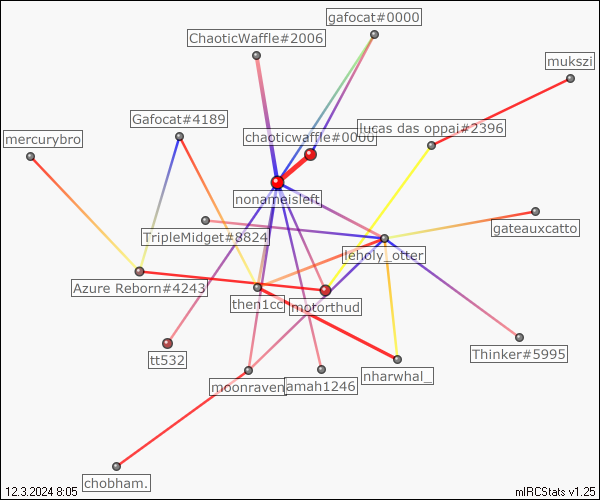 gafocat#0000
ChaoticWaffle#2006
mukszi
Gafocat#4189
lucas das oppai#2396
chaoticwaffle#0000
mercurybro
nonameisleft
gateauxcatto
TripleMidget#8824
leholy_otter
Azure Reborn#4243
then1cc
motorthud
Thinker#5995
tt532
nharwhal_
moonraven
amah1246
chobham.
12.3.2024 8:05
mIRCStats v1.25